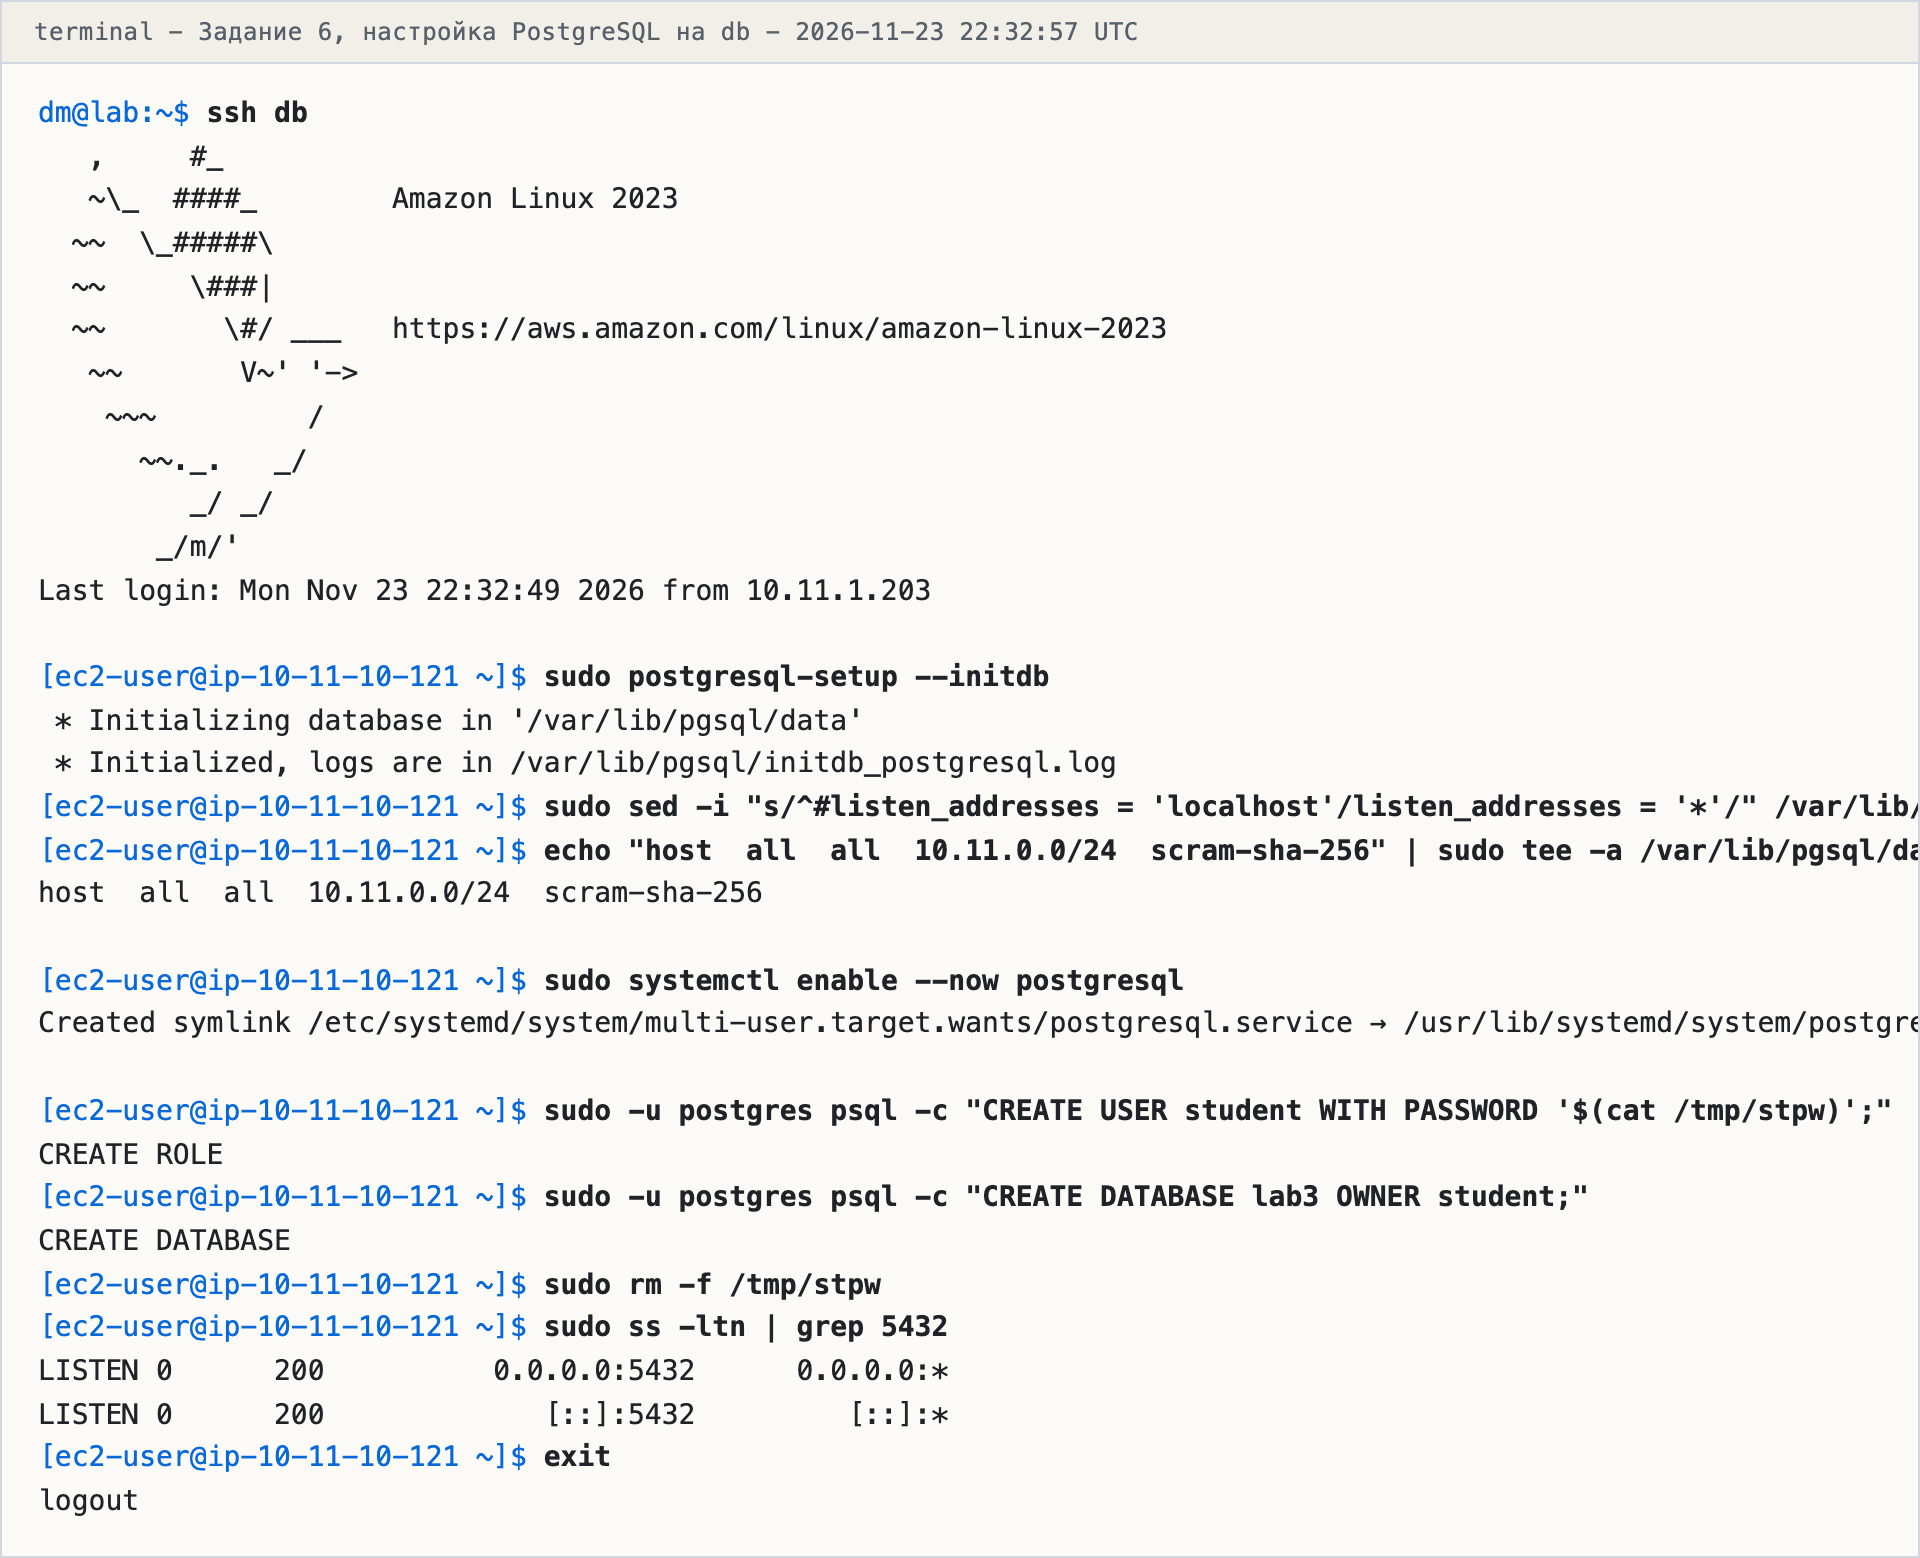 terminal — Задание 6, настройка PostgreSQL на db — 2026-11-23 22:32:57 UTC
dm@lab:~$ ssh db
   ,     #_
   ~\_  ####_        Amazon Linux 2023
  ~~  \_#####\
  ~~     \###|
  ~~       \#/ ___   https://aws.amazon.com/linux/amazon-linux-2023
   ~~       V~' '->
    ~~~         /
      ~~._.   _/
         _/ _/
       _/m/'
Last login: Mon Nov 23 22:32:49 2026 from 10.11.1.203
[ec2-user@ip-10-11-10-121 ~]$ sudo postgresql-setup --initdb
 * Initializing database in '/var/lib/pgsql/data'
 * Initialized, logs are in /var/lib/pgsql/initdb_postgresql.log
[ec2-user@ip-10-11-10-121 ~]$ sudo sed -i "s/^#listen_addresses = 'localhost'/listen_addresses = '*'/" /var/lib/
[ec2-user@ip-10-11-10-121 ~]$ echo "host  all  all  10.11.0.0/24  scram-sha-256" | sudo tee -a /var/lib/pgsql/da
host  all  all  10.11.0.0/24  scram-sha-256
[ec2-user@ip-10-11-10-121 ~]$ sudo systemctl enable --now postgresql
Created symlink /etc/systemd/system/multi-user.target.wants/postgresql.service → /usr/lib/systemd/system/postgre
[ec2-user@ip-10-11-10-121 ~]$ sudo -u postgres psql -c "CREATE USER student WITH PASSWORD '$(cat /tmp/stpw)';"
CREATE ROLE
[ec2-user@ip-10-11-10-121 ~]$ sudo -u postgres psql -c "CREATE DATABASE lab3 OWNER student;"
CREATE DATABASE
[ec2-user@ip-10-11-10-121 ~]$ sudo rm -f /tmp/stpw
[ec2-user@ip-10-11-10-121 ~]$ sudo ss -ltn | grep 5432
LISTEN 0      200          0.0.0.0:5432      0.0.0.0:*
LISTEN 0      200             [::]:5432         [::]:*
[ec2-user@ip-10-11-10-121 ~]$ exit
logout